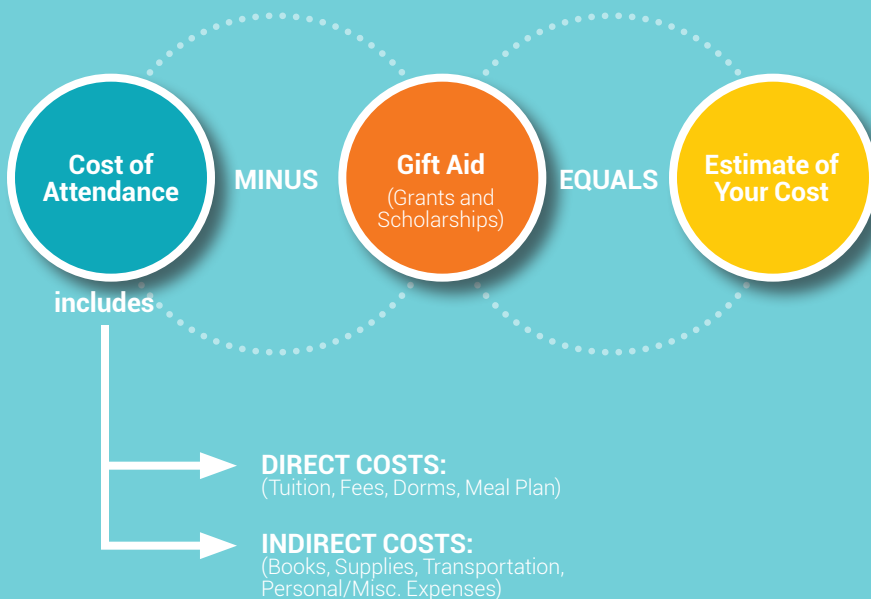 Cost of
Attendance
MINUS
Gift Aid
(Grants and
Scholarships)
EQUALS
Estimate of
Your Cost
includes
DIRECT COSTS:
(Tuition, Fees, Dorms, Meal Plan)
INDIRECT COSTS:
(Books, Supplies, Transportation,
Personal/Misc. Expenses)